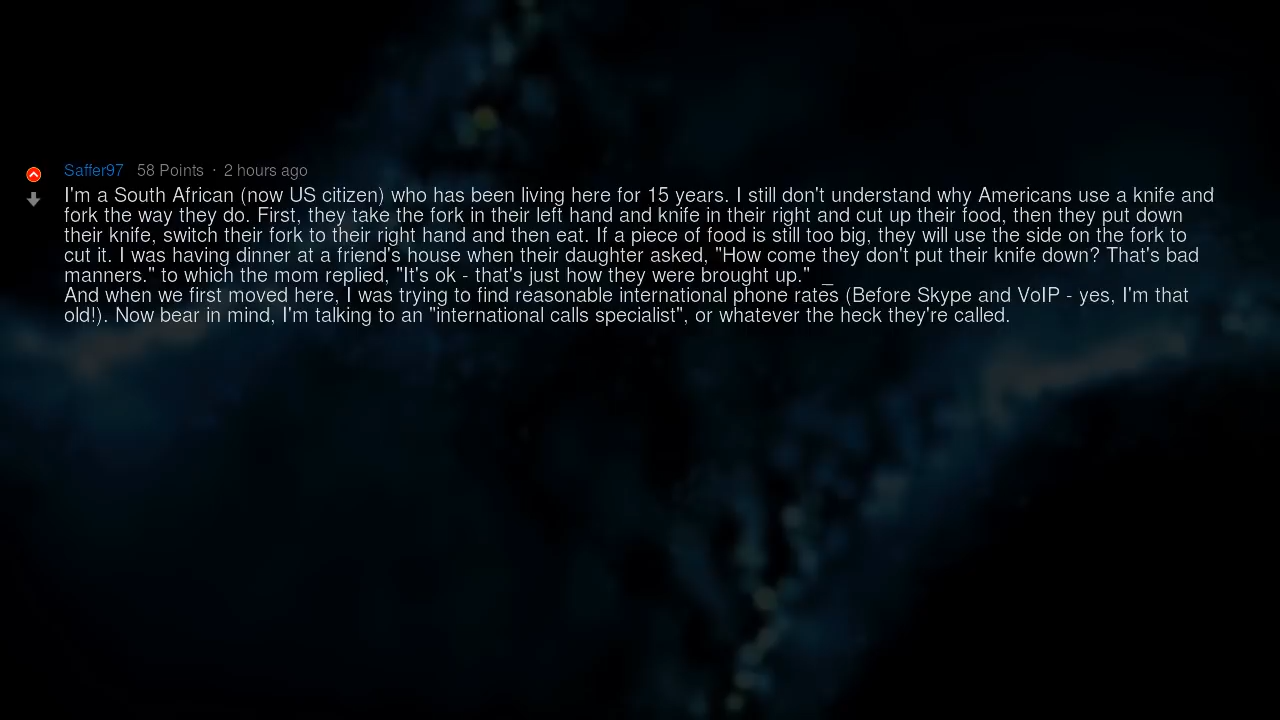 Saffer97 58 Points · 2 hours ago
I'm a South African (now US citizen) who has been living here for 15 years. I still don't understand why Americans use a knife and
fork the way they do. First, they take the fork in their left hand and knife in their right and cut up their food, then they put down
their knife, switch their fork to their right hand and then eat. If a piece of food is still too big, they will use the side on the fork to
cut it. I was having dinner at a friend's house when their daughter asked, "How come they don't put their knife down? That's bad
manners." to which the mom replied, "It's ok - that's just how they were brought up." _
And when we first moved here, I was trying to find reasonable international phone rates (Before Skype and VoIP - yes, I'm that
old!). Now bear in mind, I'm talking to an "international calls specialist", or whatever the heck they're called.